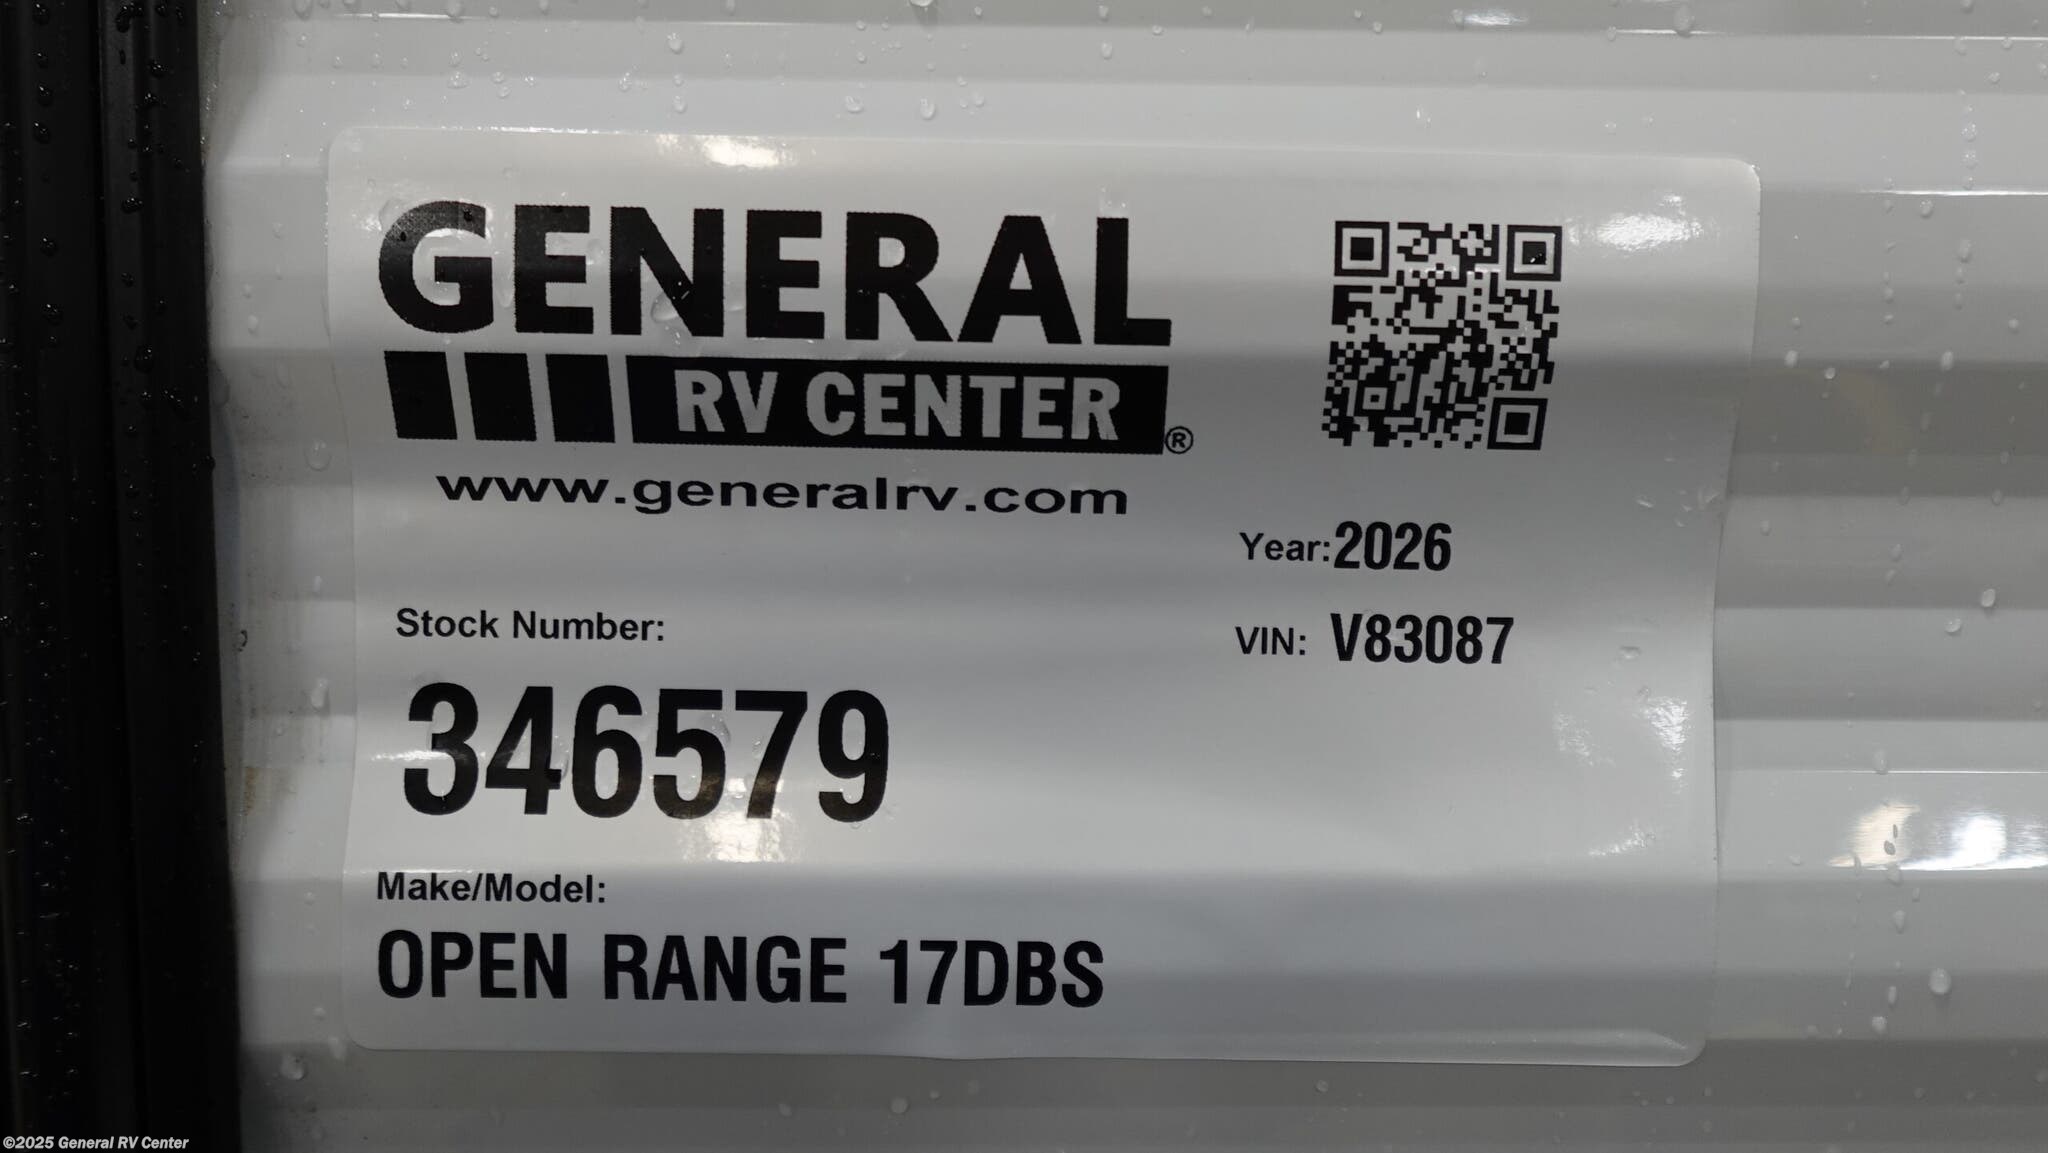 GENERAL
RV CENTER®
www.generalrv.com
Year:2026
VIN: V83087
Stock Number:
346579
Make/Model:
OPEN RANGE 17DBS
©2025 General RV Center